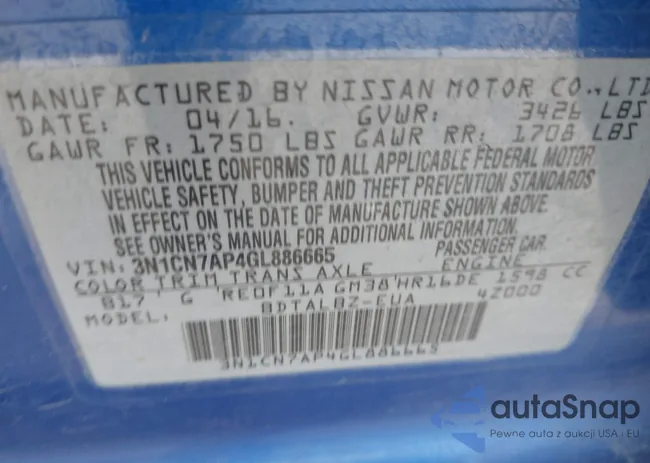 MANUFACTURED BY NISSAN MOTOR CO.,LTD
DATE: 04/16. GVWR: 3426 LBS
GAWR FR: 1750 LBS GAWR RR: 1708 LBS
THIS VEHICLE CONFORMS TO ALL APPLICABLE FEDERAL MOTOR
VEHICLE SAFETY, BUMPER AND THEFT PREVENTION STANDARDS
IN EFFECT ON THE DATE OF MANUFACTURE SHOWN ABOVE.
SEE OWNER'S MANUAL FOR ADDITIONAL INFORMATION.
VIN: 3N1CN7AP4GL886665 PASSENGER CAR
COLOR TRIM TRANS AXLE ENGINE
B17 G RE0F11A GM38 HR16DE 1598 CC
MODEL: BDTALBZ-EUA 42000
3N1CN7AP4GL886665
autaSnap
Pewne auta z aukcji USA i EU